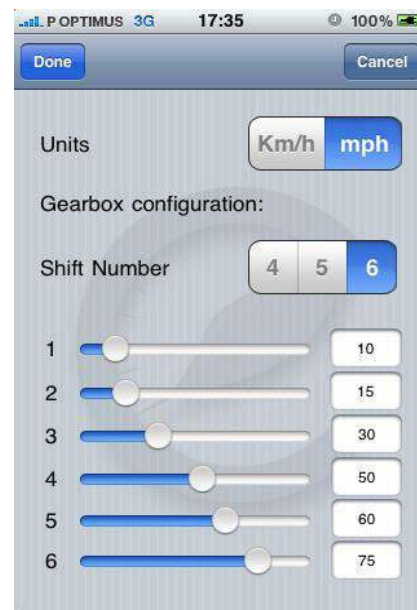 P OPTIMUS 3G 17:35 100%
Done Cancel
Units Km/h mph
Gearbox configuration:
Shift Number 4 5 6
1 10
2 15
3 30
4 50
5 60
6 75